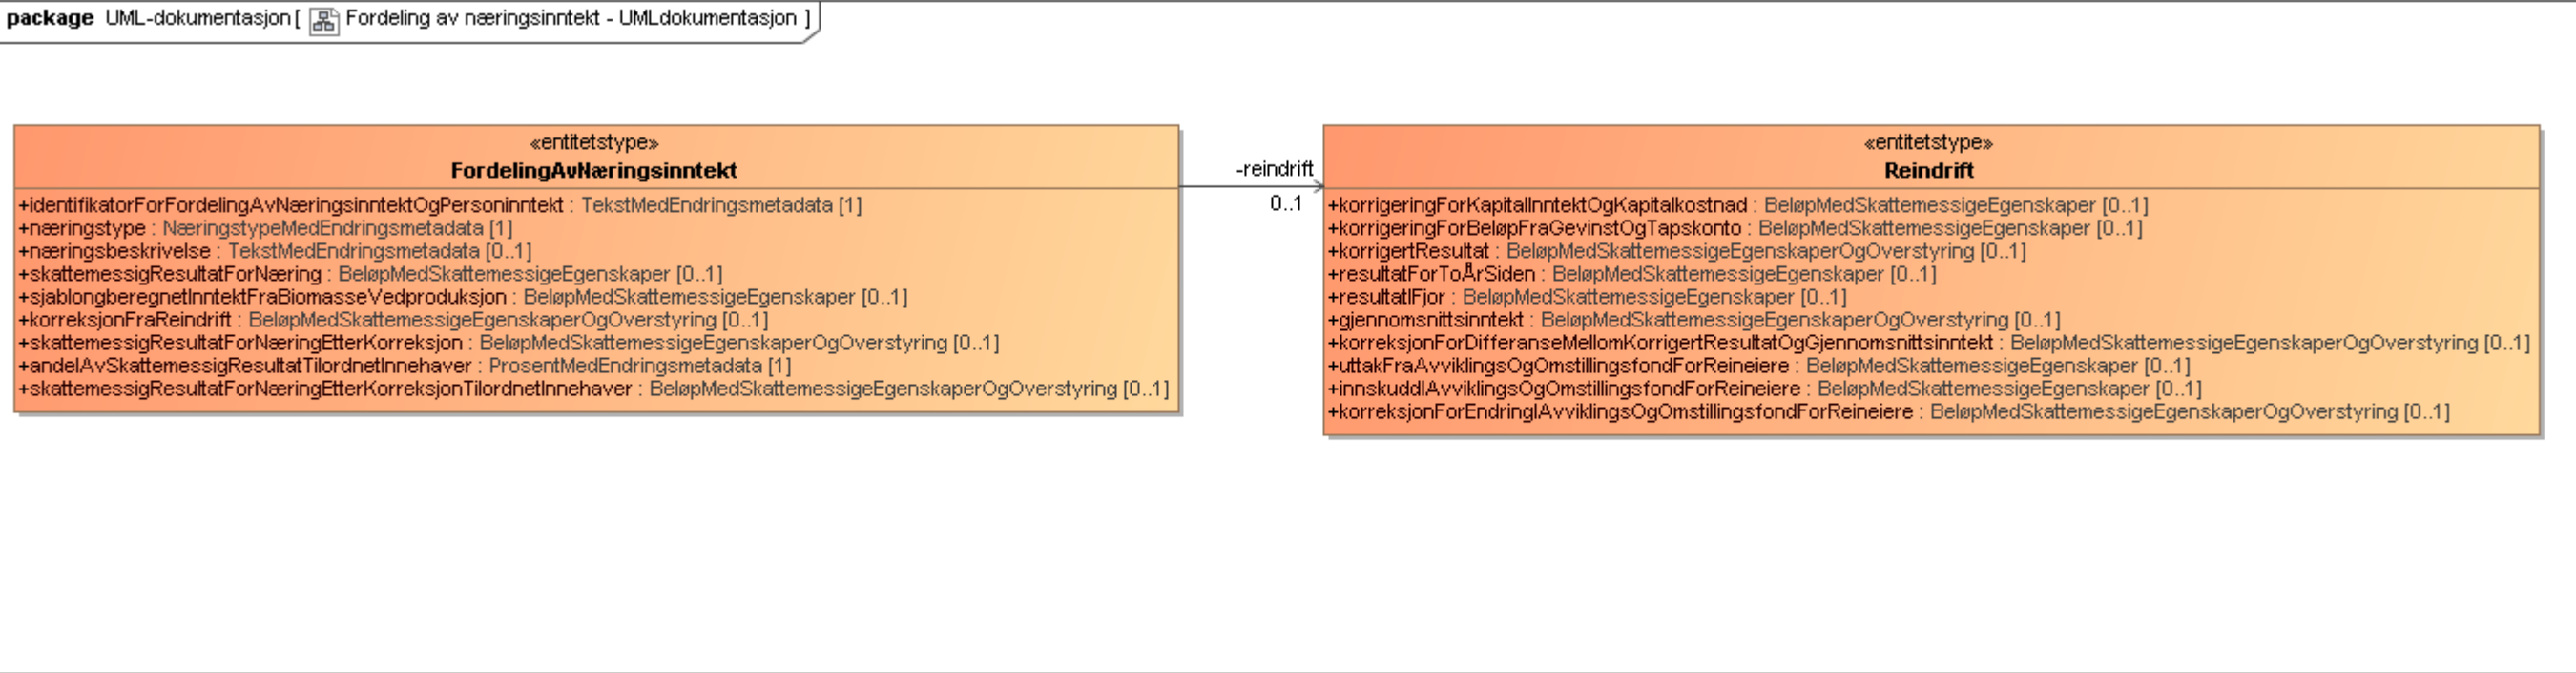 package UML-dokumentasjon [ Fordeling av næringsinntekt - UMLdokumentasjon ]
«entitetstype»
FordelingAvNæringsinntekt
+identifikatorForFordelingAvNæringsinntektOgPersoninntekt : TekstMedEndringsmetadata [1]
+næringstype : NæringstypeMedEndringsmetadata [1]
+næringsbeskrivelse : TekstMedEndringsmetadata [0..1]
+skattemessigResultatForNæring : BeløpMedSkattemessigeEgenskaper [0..1]
+sjablongberegnetInntektFraBiomasseVedproduksjon : BeløpMedSkattemessigeEgenskaper [0..1]
+korreksjonFraReindrift : BeløpMedSkattemessigeEgenskaperOgOverstyring [0..1]
+skattemessigResultatForNæringEtterKorreksjon : BeløpMedSkattemessigeEgenskaperOgOverstyring [0..1]
+andelAvSkattemessigResultatTilordnetInnehaver : ProsentMedEndringsmetadata [1]
+skattemessigResultatForNæringEtterKorreksjonTilordnetInnehaver : BeløpMedSkattemessigeEgenskaperOgOverstyring [0..1]
-reindrift
0..1
«entitetstype»
Reindrift
+korrigeringForKapitalInntektOgKapitalkostnad : BeløpMedSkattemessigeEgenskaper [0..1]
+korrigeringForBeløpFraGevinstOgTapskonto : BeløpMedSkattemessigeEgenskaper [0..1]
+korrigertResultat : BeløpMedSkattemessigeEgenskaperOgOverstyring [0..1]
+resultatForToÅrSiden : BeløpMedSkattemessigeEgenskaper [0..1]
+resultatIFjor : BeløpMedSkattemessigeEgenskaper [0..1]
+gjennomsnittsinntekt : BeløpMedSkattemessigeEgenskaperOgOverstyring [0..1]
+korreksjonForDifferanseMellomKorrigertResultatOgGjennomsnittsinntekt : BeløpMedSkattemessigeEgenskaperOgOverstyring [0..1]
+uttakFraAvviklingsOgOmstillingsfondForReineiere : BeløpMedSkattemessigeEgenskaper [0..1]
+innskuddIAvviklingsOgOmstillingsfondForReineiere : BeløpMedSkattemessigeEgenskaper [0..1]
+korreksjonForEndringIAvviklingsOgOmstillingsfondForReineiere : BeløpMedSkattemessigeEgenskaperOgOverstyring [0..1]